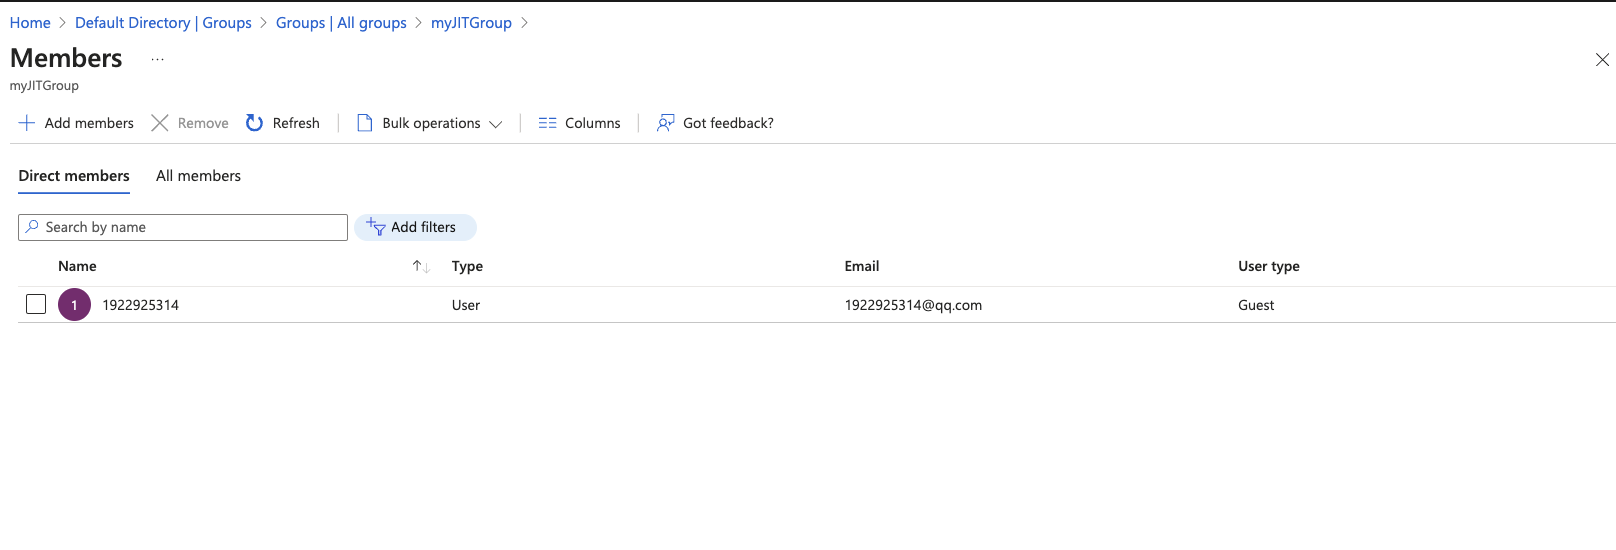 Home > Default Directory | Groups > Groups | All groups > myJITGroup >
Members ...
myJITGroup
Add members Remove Refresh | Bulk operations | Columns | Got feedback?
Direct members All members
Search by name Add filters
Name ↑↓ Type Email User type
1 1922925314 User 1922925314@qq.com Guest